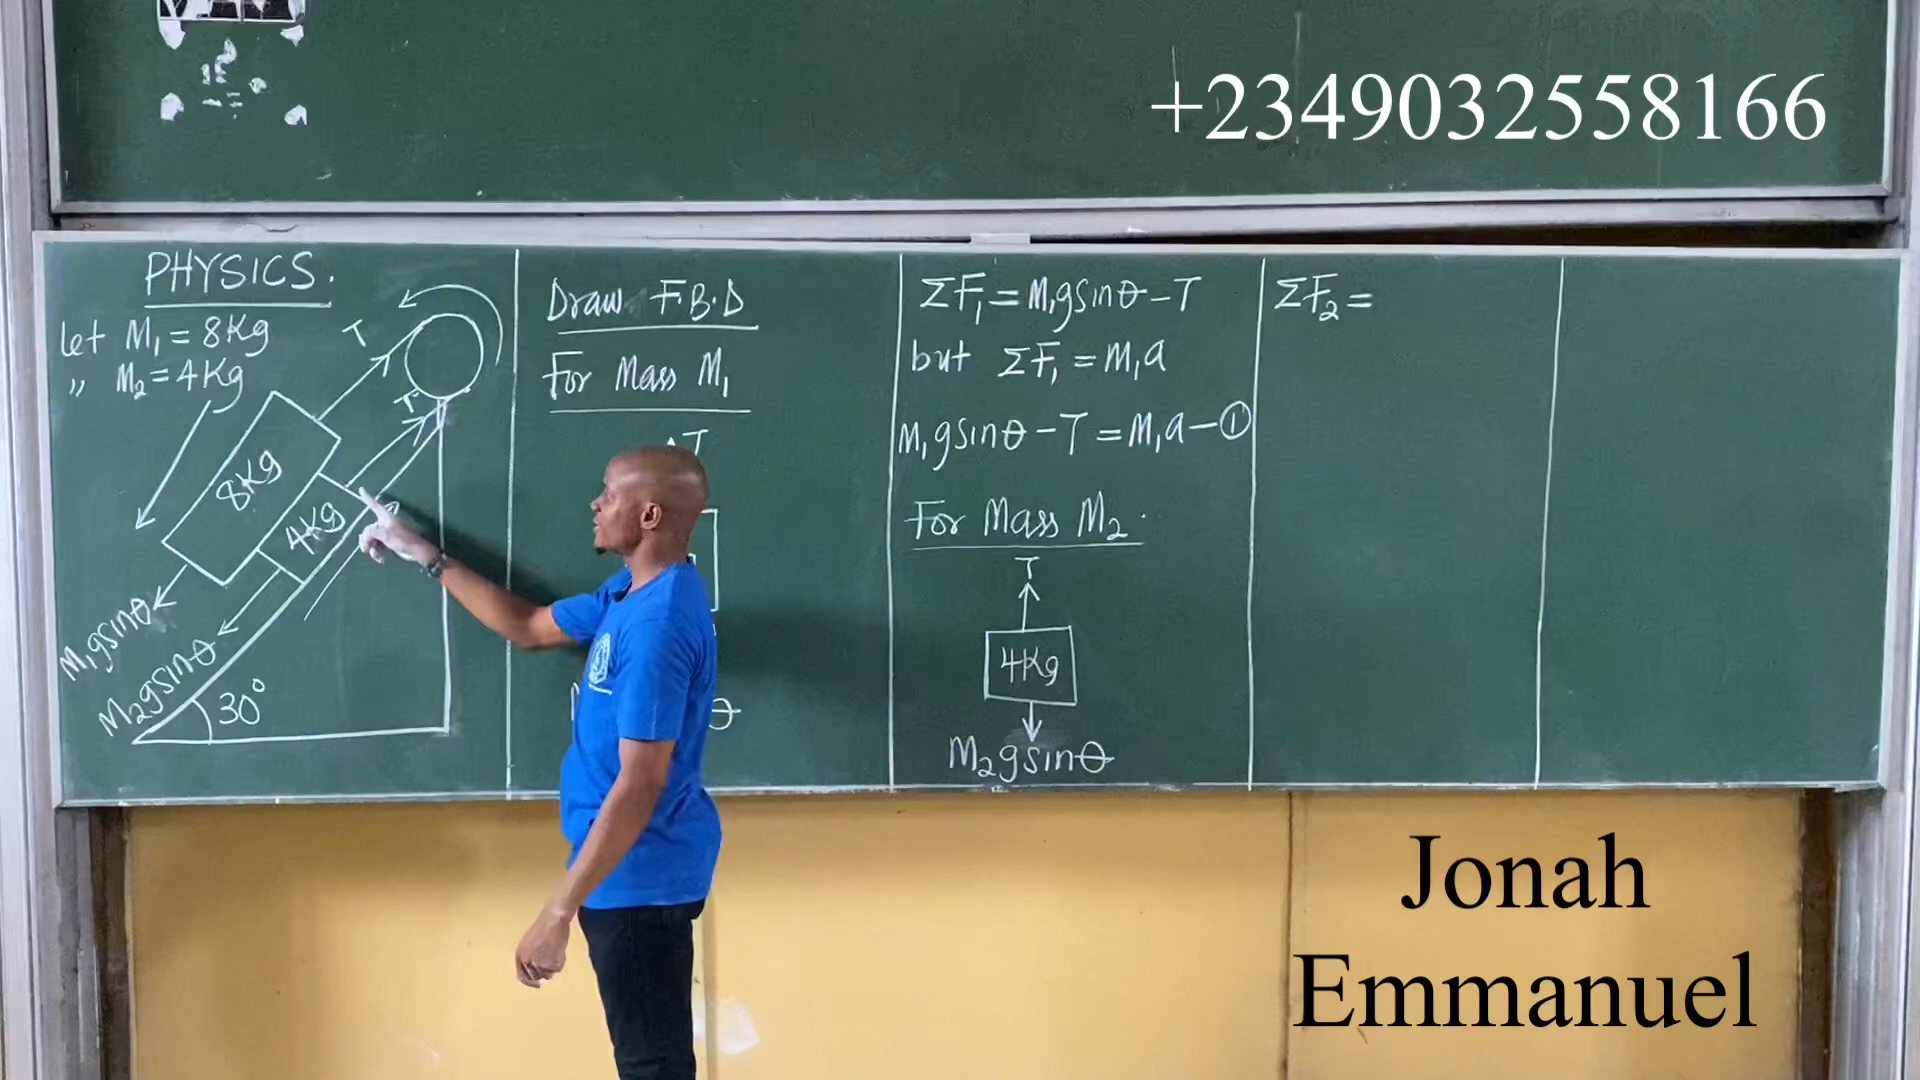 +2349032558166
PHYSICS.
Let M₁ = 8Kg
,, M₂ = 4Kg
T
T
8Kg
4Kg
M₁gsinθ
M₂gsinθ
30°
Draw F.B.D
For Mass M₁
T
θ
ΣF₁ = M₁gsinθ - T
but ΣF₁ = M₁a
M₁gsinθ - T = M₁a - ①
For Mass M₂.
T
4Kg
M₂gsinθ
ΣF₂ =
Jonah
Emmanuel